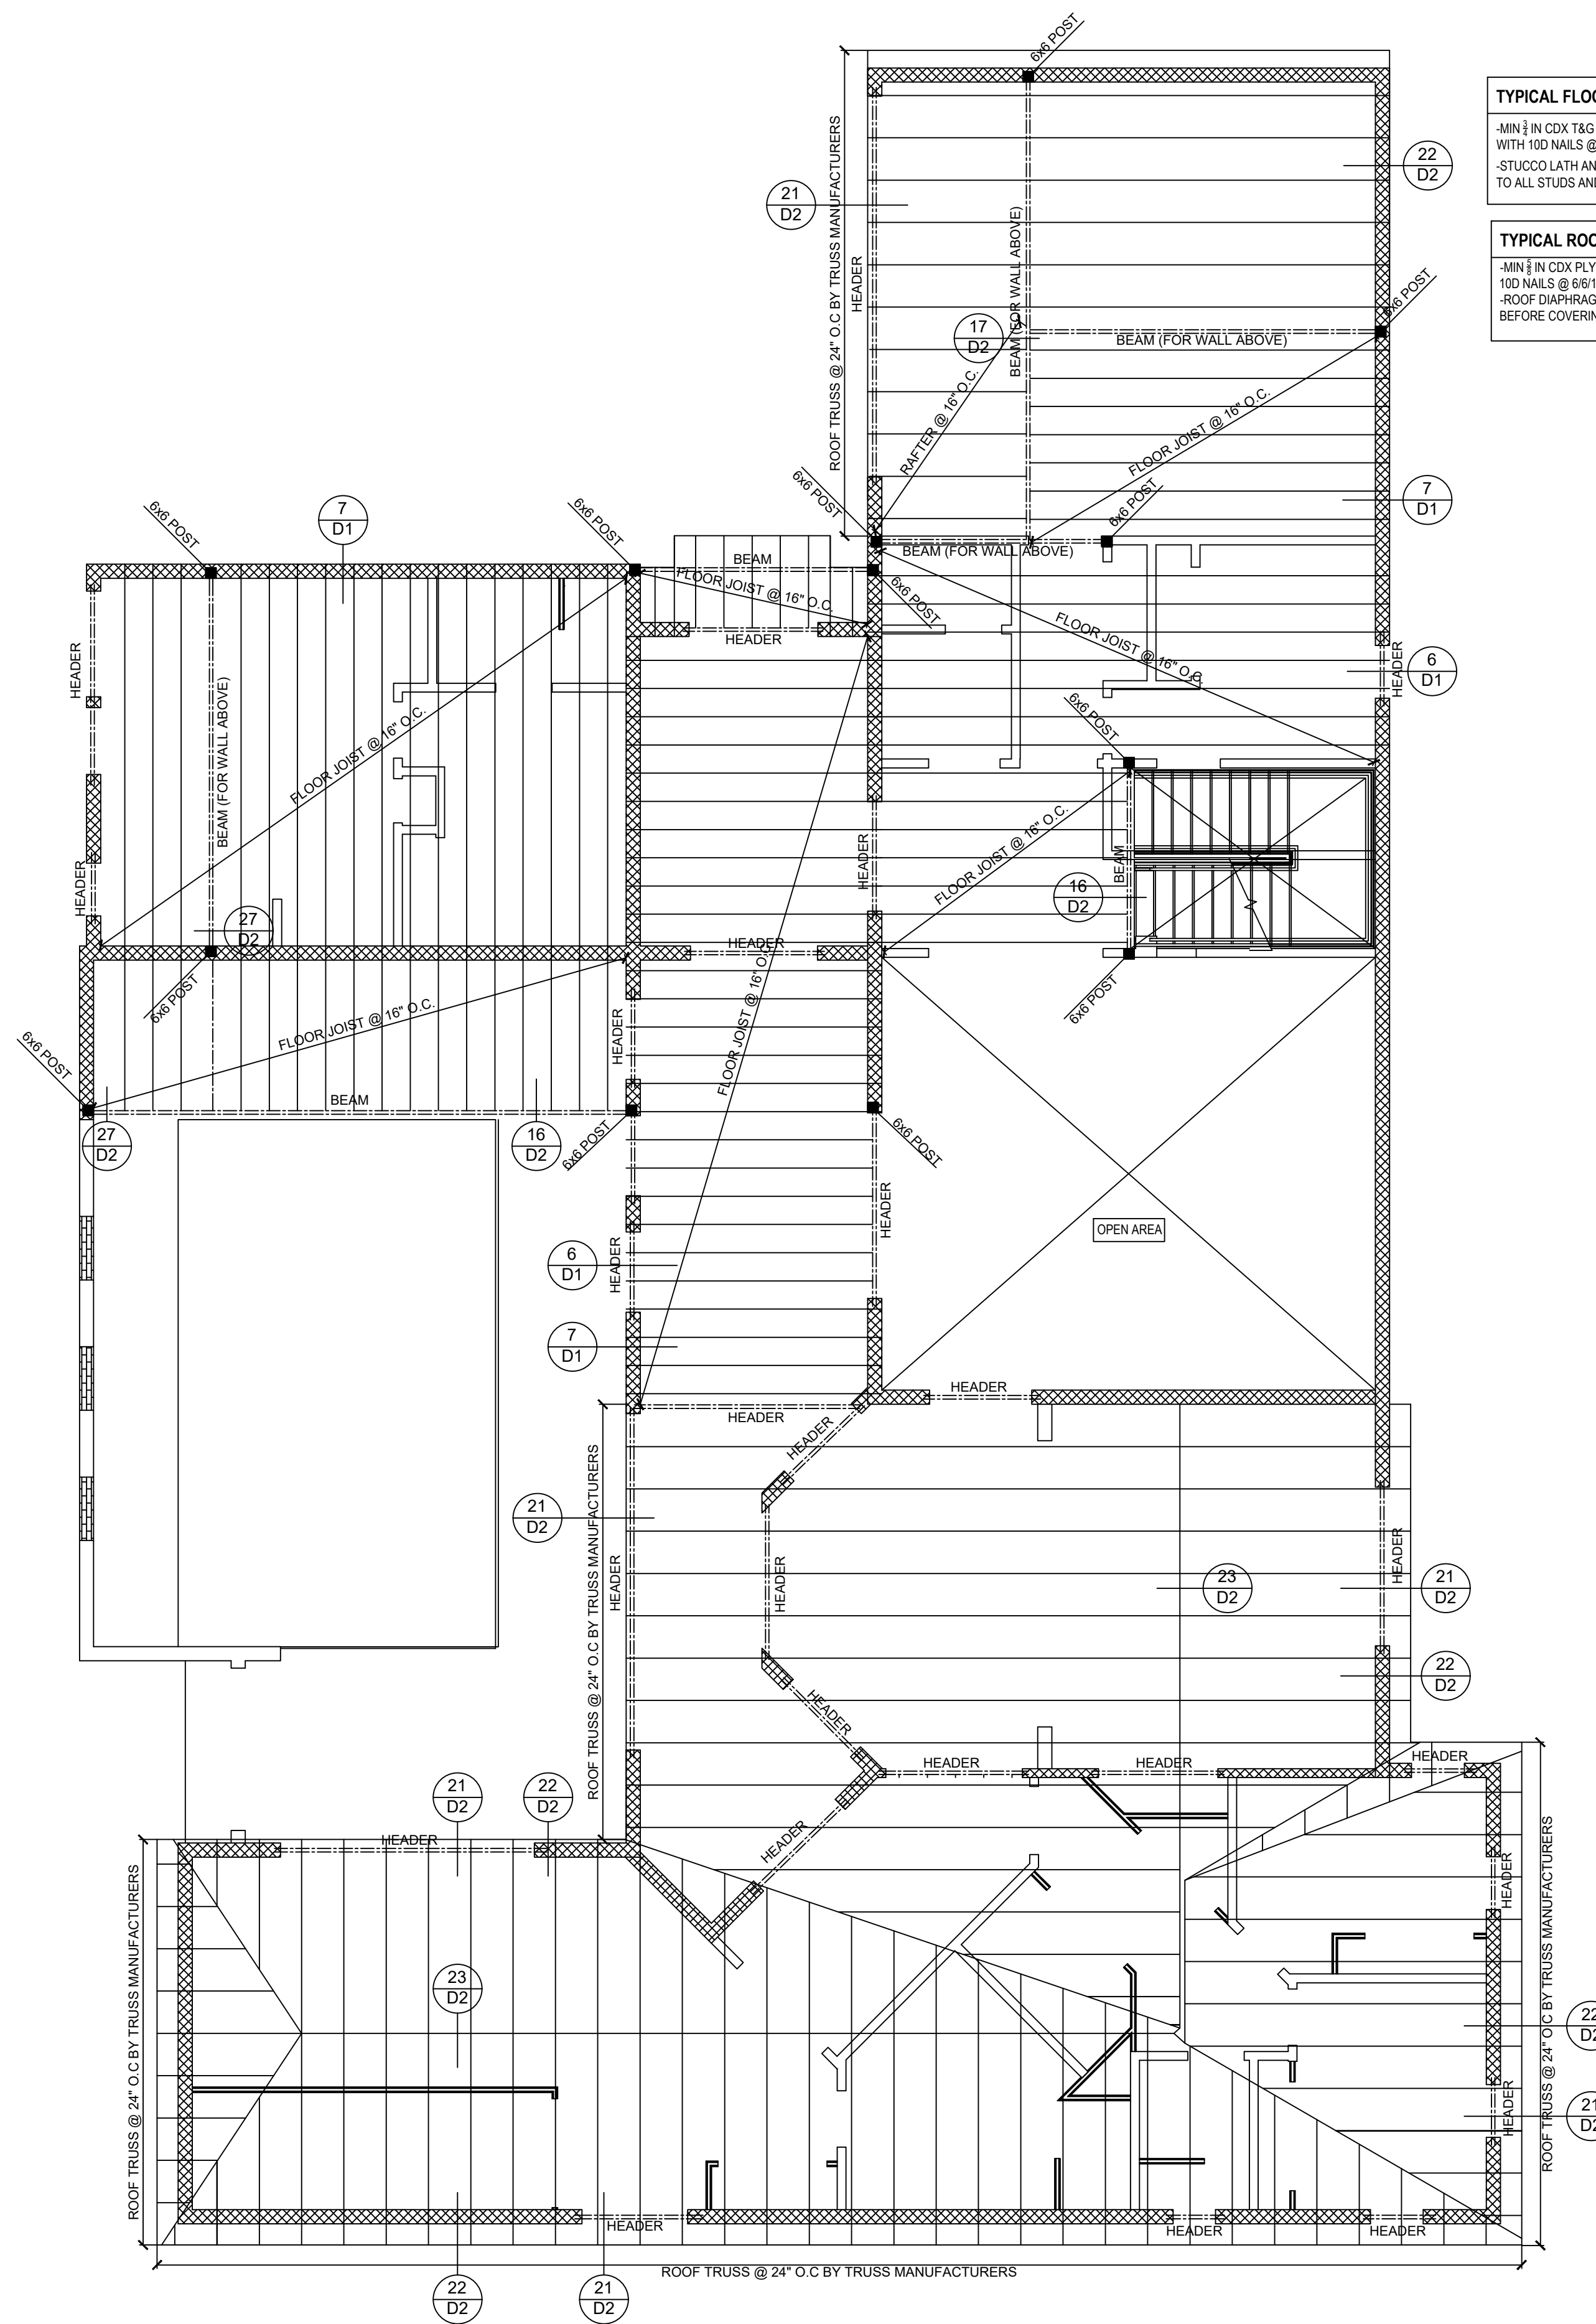 6x6 POST
TYPICAL FLOO
-MIN 3/4 IN CDX T&G
WITH 10D NAILS @
-STUCCO LATH AN
TO ALL STUDS AN
22
D2
21
D2
ROOF TRUSS @ 24" O.C BY TRUSS MANUFACTURERS
HEADER
BEAM (FOR WALL ABOVE)
TYPICAL ROO
-MIN 5/8 IN CDX PLY
10D NAILS @ 6/6/1
-ROOF DIAPHRAG
BEFORE COVERIN
6x6 POST
17
D2
BEAM (FOR WALL ABOVE)
RAFTER @ 16" O.C.
FLOOR JOIST @ 16" O.C.
6x6 POST
6x6 POST
6x6 POST
6x6 POST
7
D1
7
D1
BEAM (FOR WALL ABOVE)
BEAM
FLOOR JOIST @ 16" O.C.
6x6 POST
HEADER
FLOOR JOIST @ 16" O.C.
HEADER
6
D1
HEADER
BEAM (FOR WALL ABOVE)
FLOOR JOIST @ 16" O.C.
6x6 POST
HEADER
HEADER
FLOOR JOIST @ 16" O.C.
BEAM
16
D2
27
D2
HEADER
6x6 POST
6x6 POST
FLOOR JOIST @ 16" O.C.
HEADER
FLOOR JOIST @ 16" O.C.
6x6 POST
BEAM
27
D2
16
D2
6x6 POST
6x6 POST
HEADER
OPEN AREA
6
D1
HEADER
7
D1
HEADER
HEADER
HEADER
ROOF TRUSS @ 24" O.C BY TRUSS MANUFACTURERS
21
D2
HEADER
HEADER
HEADER
23
D2
21
D2
22
D2
HEADER
HEADER
HEADER
HEADER
21
D2
22
D2
HEADER
HEADER
ROOF TRUSS @ 24" O.C BY TRUSS MANUFACTURERS
HEADER
ROOF TRUSS @ 24" O.C BY TRUSS MANUFACTURERS
23
D2
22
D2
HEADER
21
D2
HEADER
HEADER
HEADER
ROOF TRUSS @ 24" O.C BY TRUSS MANUFACTURERS
22
D2
21
D2